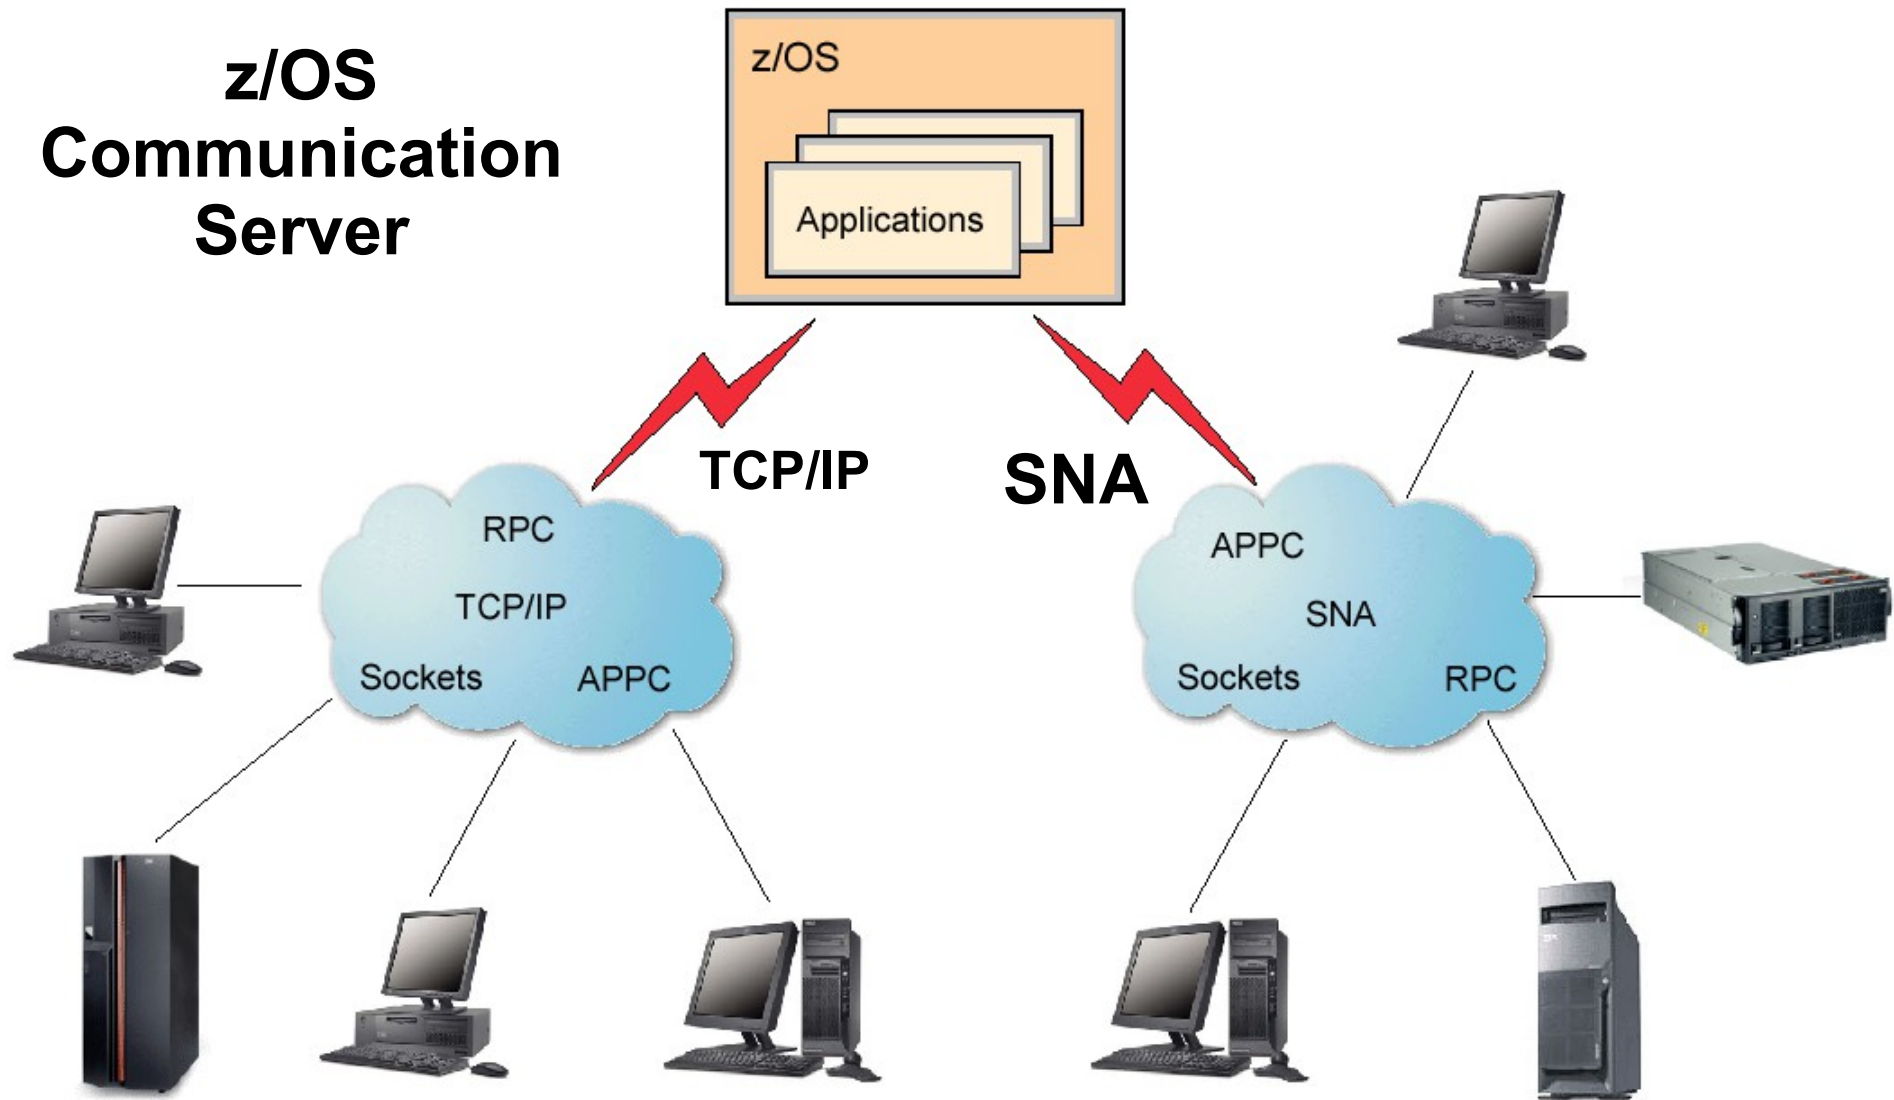 z/OS
Communication
Server
z/OS
Applications
TCP/IP
SNA
RPC
TCP/IP
Sockets
APPC
APPC
SNA
Sockets
RPC